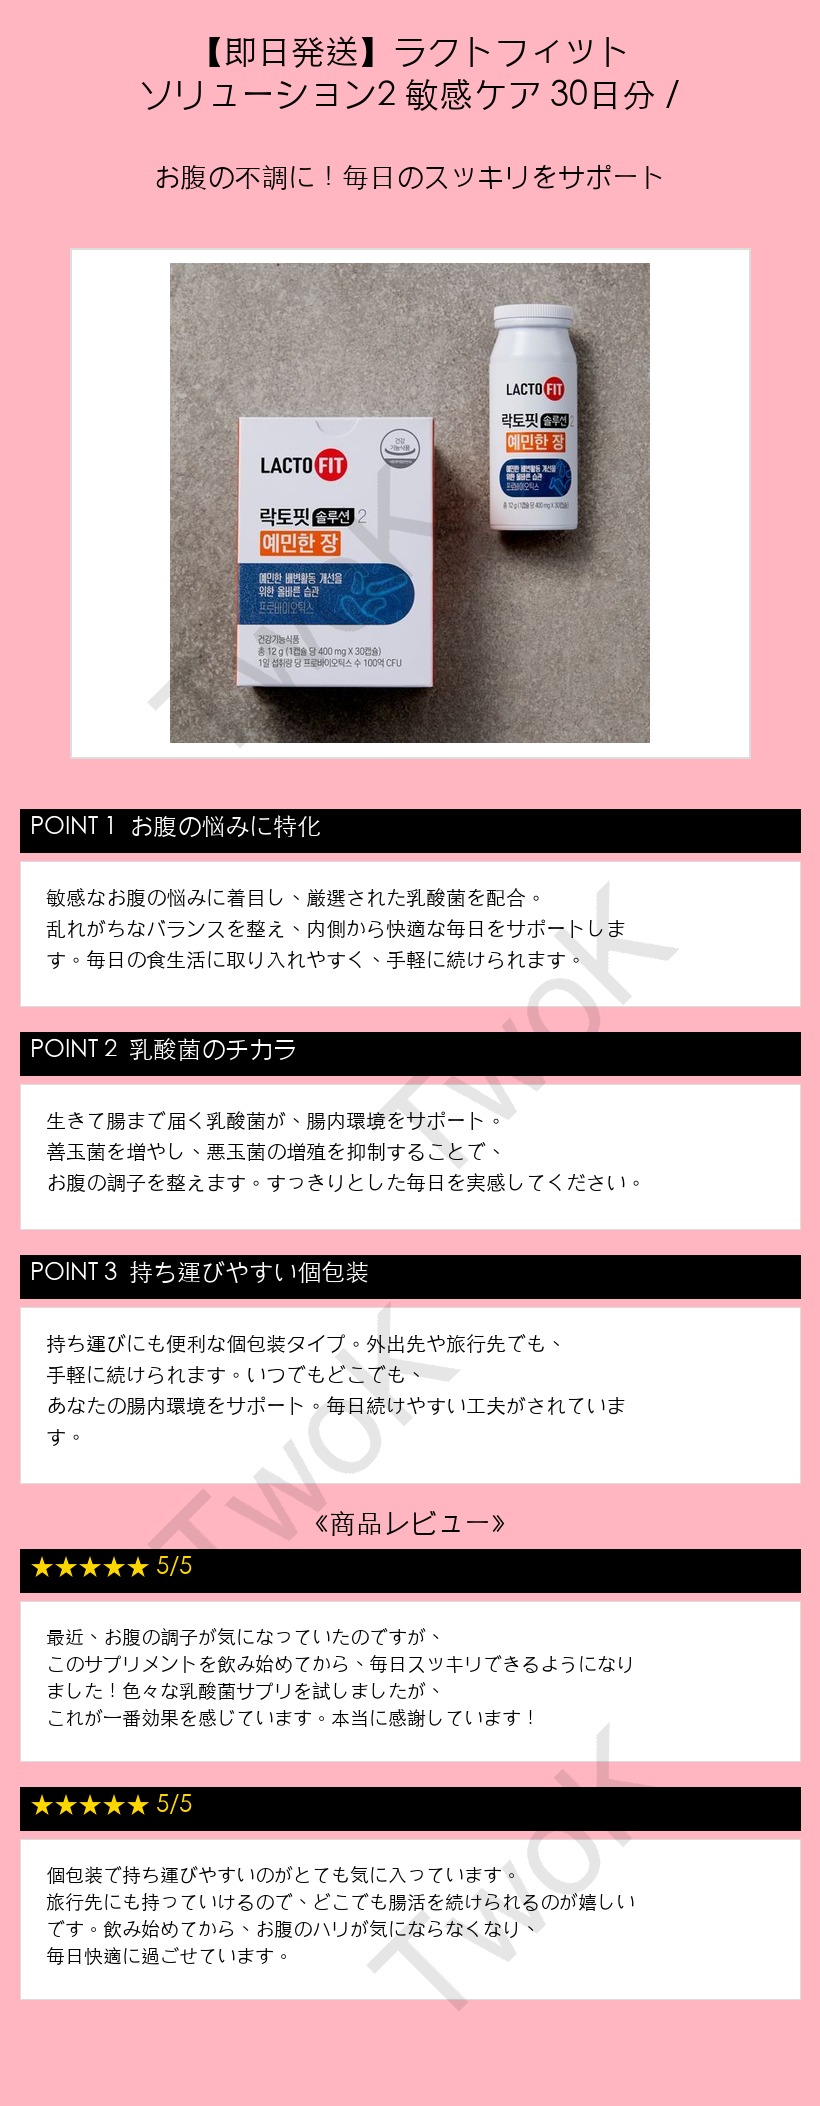 【即日発送】ラクトフィット
ソリューション2 敏感ケア 30日分 /
お腹の不調に！毎日のスッキリをサポート
LACTO FIT
락토핏 솔루션 2
예민한 장
예민한 배변활동 개선을
위한 올바른 습관
프로바이오틱스
총 12 g (1캡슐 당 400 mg X 30캡슐)
건강
기능식품
LACTO FIT
락토핏 솔루션 2
예민한 장
예민한 배변활동 개선을
위한 올바른 습관
프로바이오틱스
건강기능식품
총 12 g (1캡슐 당 400 mg X 30캡슐)
1일 섭취량 당 프로바이오틱스 수 100억 CFU
TwoK
POINT 1 お腹の悩みに特化
敏感なお腹の悩みに着目し、厳選された乳酸菌を配合。
乱れがちなバランスを整え、内側から快適な毎日をサポートしま
す。毎日の食生活に取り入れやすく、手軽に続けられます。
TwoK
POINT 2 乳酸菌のチカラ
生きて腸まで届く乳酸菌が、腸内環境をサポート。
善玉菌を増やし、悪玉菌の増殖を抑制することで、
お腹の調子を整えます。すっきりとした毎日を実感してください。
POINT 3 持ち運びやすい個包装
持ち運びにも便利な個包装タイプ。外出先や旅行先でも、
手軽に続けられます。いつでもどこでも、
あなたの腸内環境をサポート。毎日続けやすい工夫がされていま
す。
TwoK
《商品レビュー》
★★★★★ 5/5
最近、お腹の調子が気になっていたのですが、
このサプリメントを飲み始めてから、毎日スッキリできるようになり
ました！色々な乳酸菌サプリを試しましたが、
これが一番効果を感じています。本当に感謝しています！
★★★★★ 5/5
個包装で持ち運びやすいのがとても気に入っています。
旅行先にも持っていけるので、どこでも腸活を続けられるのが嬉しい
です。飲み始めてから、お腹のハリが気にならなくなり、
毎日快適に過ごせています。
TwoK